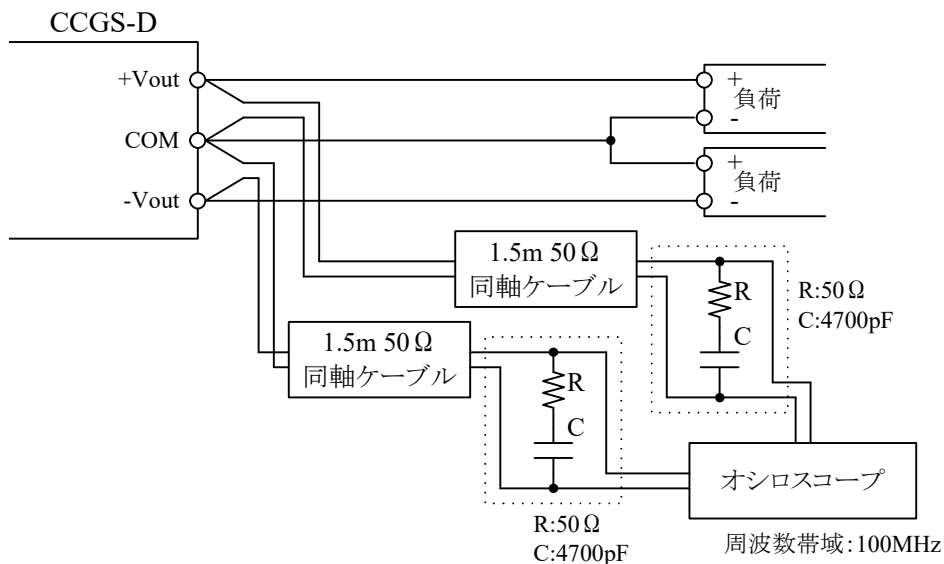 CCGS-D
+Vout
COM
-Vout
+
負荷
-
+
負荷
-
1.5m 50Ω
同軸ケーブル
R
C
R:50Ω
C:4700pF
1.5m 50Ω
同軸ケーブル
R
C
R:50Ω
C:4700pF
オシロスコープ
周波数帯域:100MHz